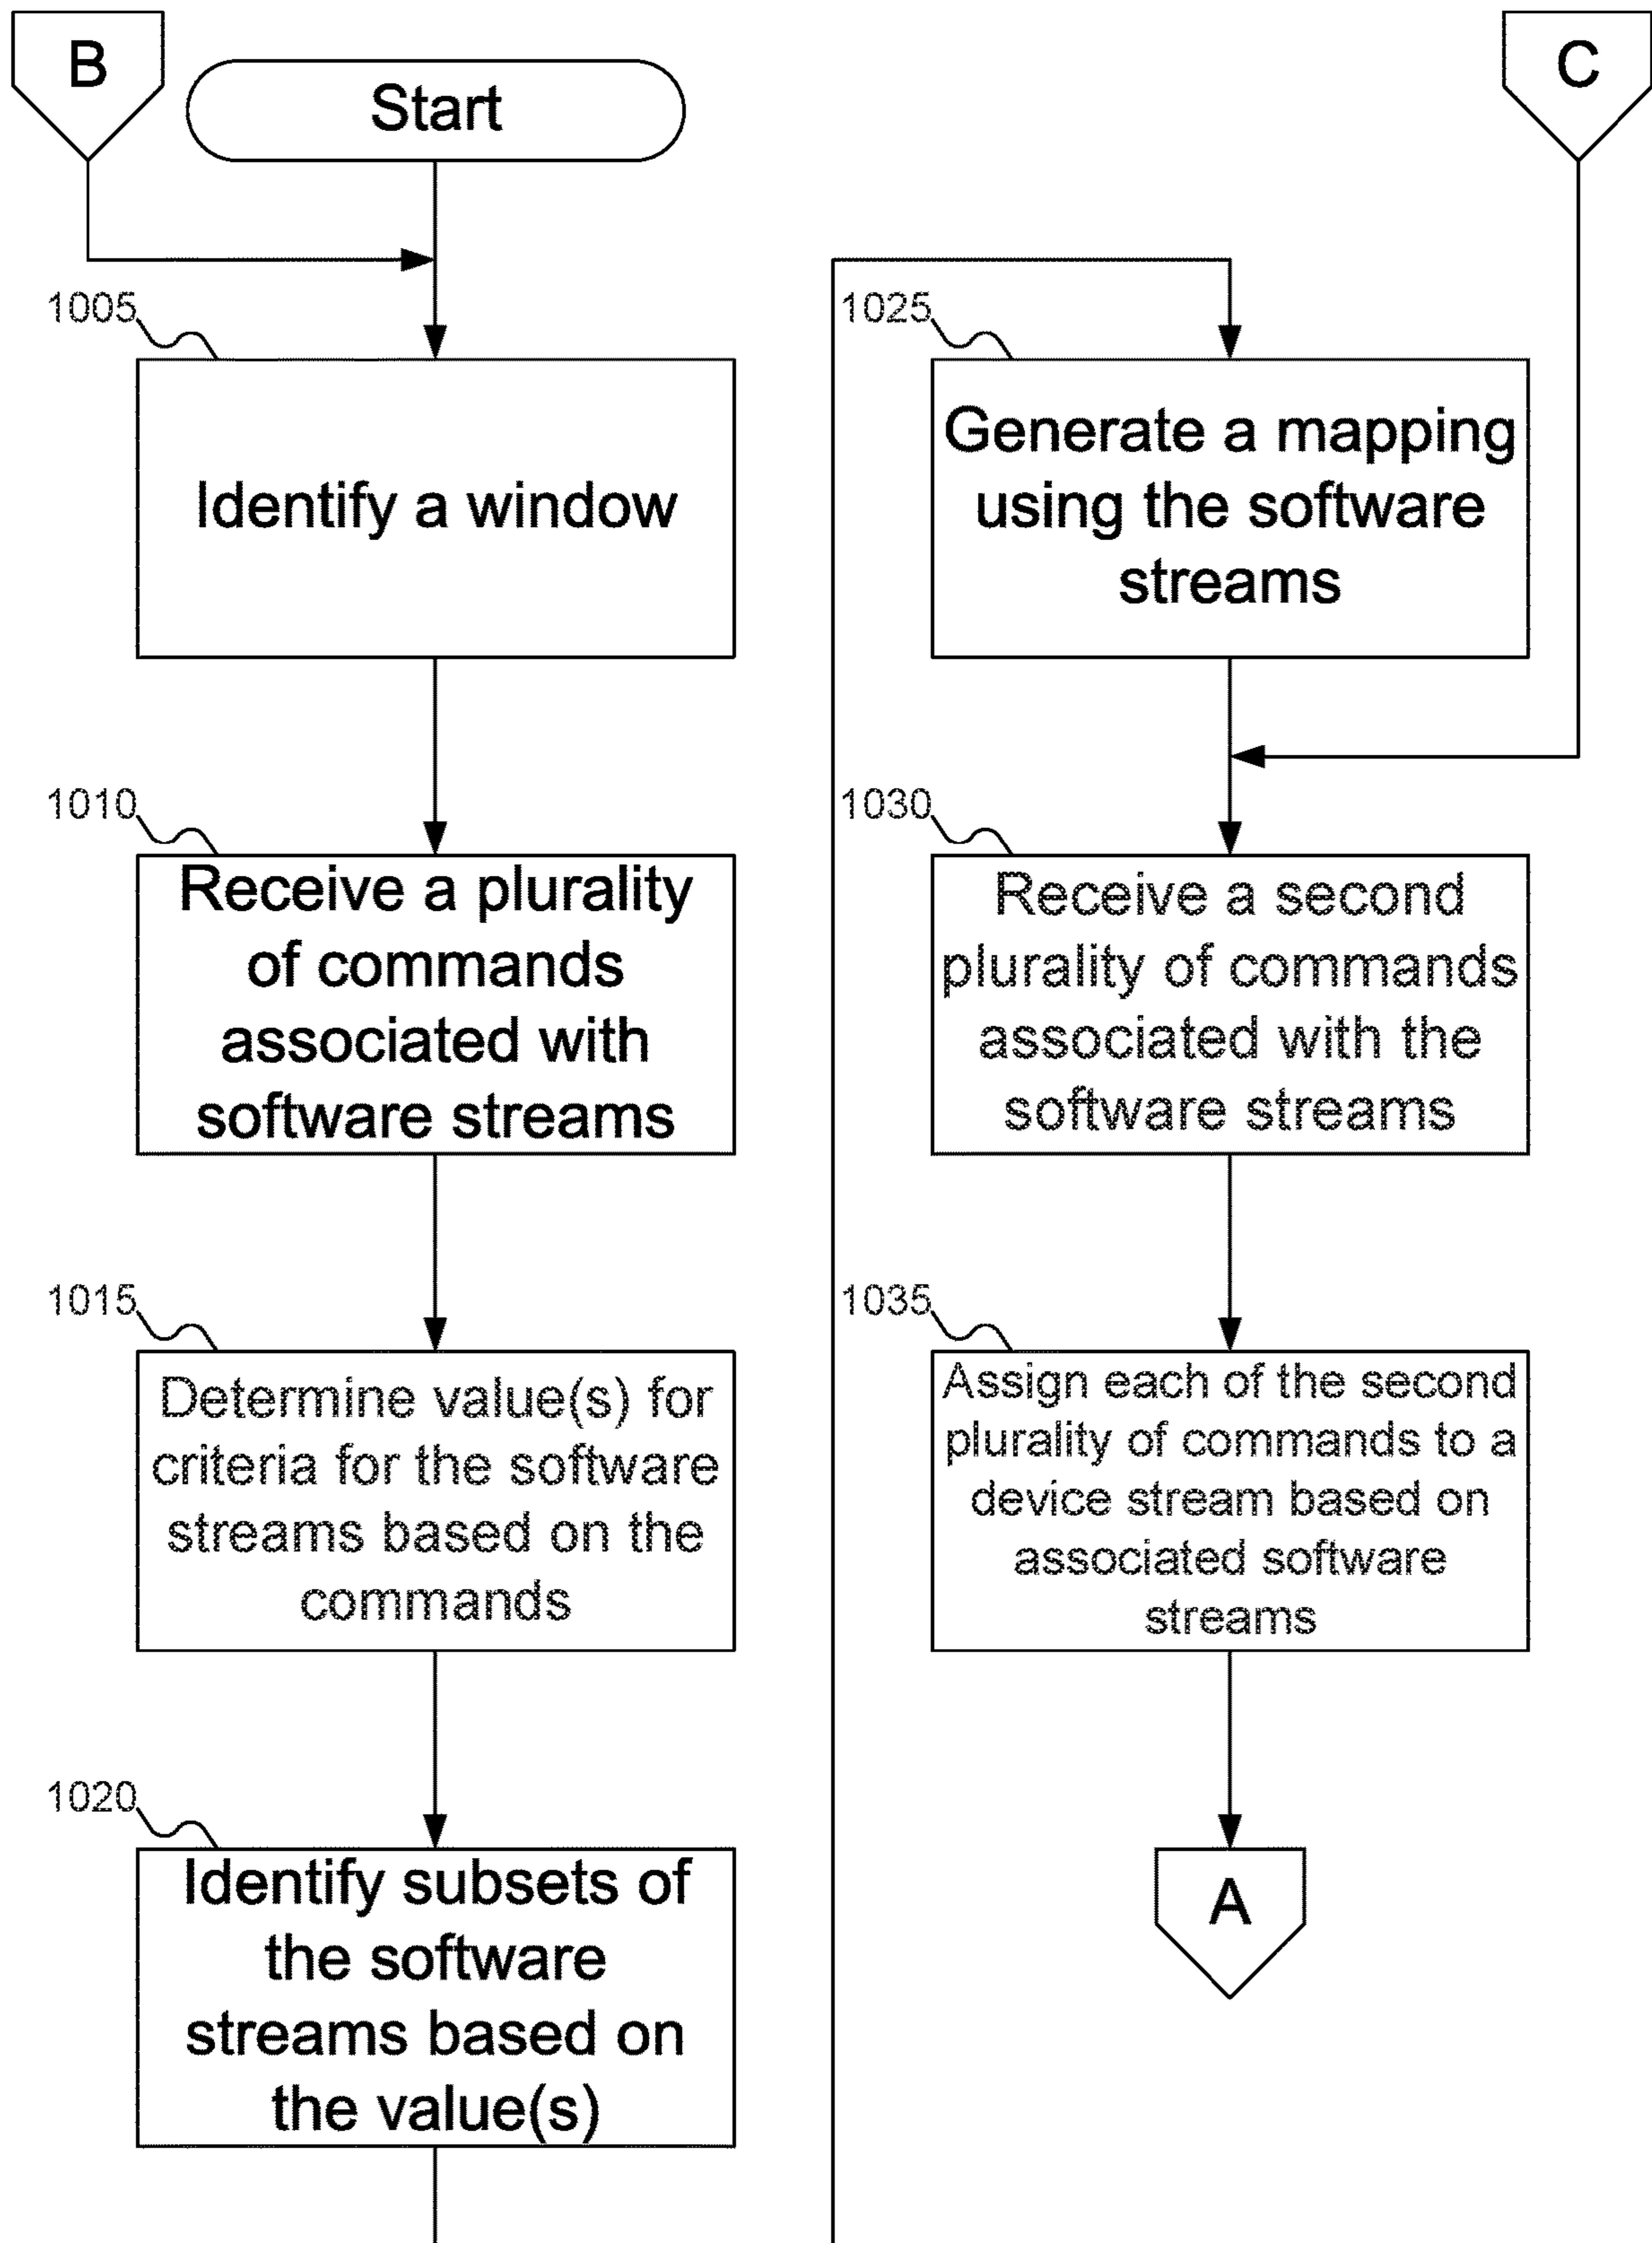 B
Start
C
1005
Identify a window
1010
Receive a plurality
of commands
associated with
software streams
1015
Determine value(s) for
criteria for the software
streams based on the
commands
1020
Identify subsets of
the software
streams based on
the value(s)
1025
Generate a mapping
using the software
streams
1030
Receive a second
plurality of commands
associated with the
software streams
1035
Assign each of the second
plurality of commands to a
device stream based on
associated software
streams
A